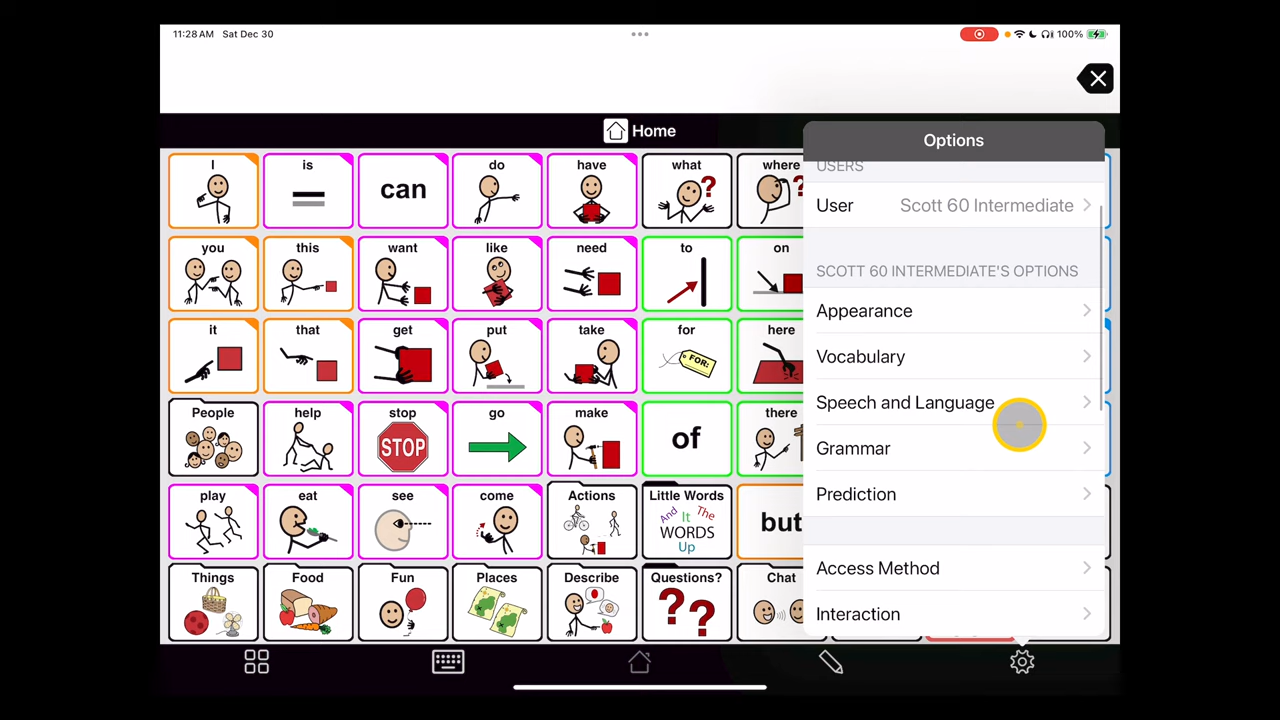 11:28 AM Sat Dec 30
100%
Home
Options
I
is
can
do
have
what
where
USERS
User
Scott 60 Intermediate
you
this
want
like
need
to
on
SCOTT 60 INTERMEDIATE'S OPTIONS
Appearance
it
that
get
put
take
for
here
FOR:
Vocabulary
Speech and Language
People
help
stop
go
make
of
there
STOP
Grammar
play
eat
see
come
Actions
Little Words
but
And It The
WORDS
Up
Prediction
Things
Food
Fun
Places
Describe
Questions?
Chat
Access Method
Interaction